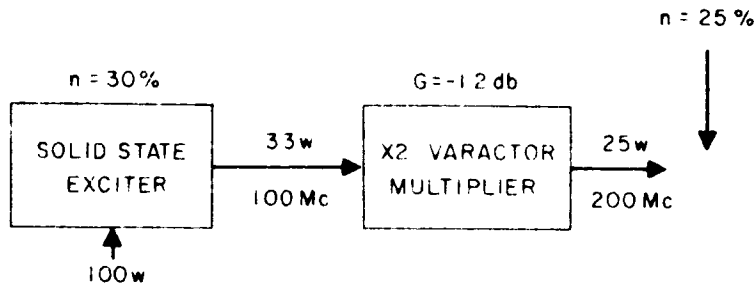 n = 25 %
n = 30%
G = -1.2 db
SOLID STATE
EXCITER
33w
100 Mc
X2 VARACTOR
MULTIPLIER
25w
200 Mc
100w